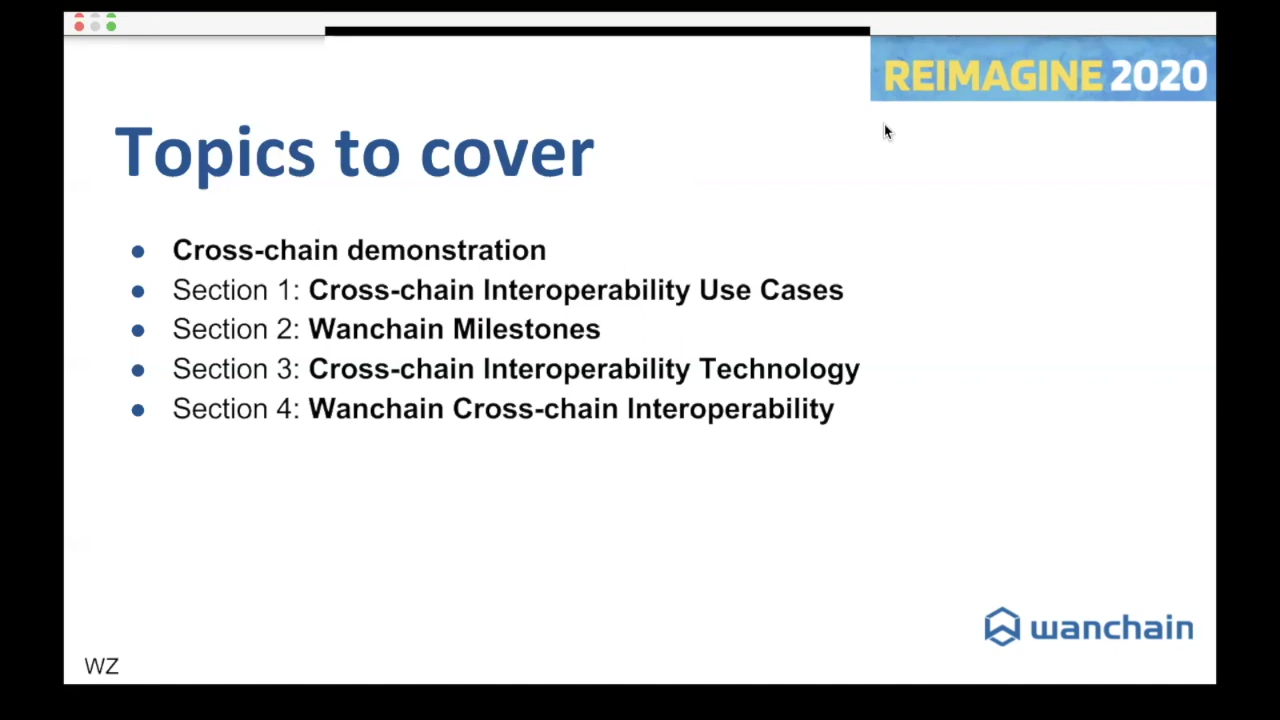 REIMAGINE 2020
Topics to cover
Cross-chain demonstration
Section 1: Cross-chain Interoperability Use Cases
Section 2: Wanchain Milestones
Section 3: Cross-chain Interoperability Technology
Section 4: Wanchain Cross-chain Interoperability
wanchain
WZ